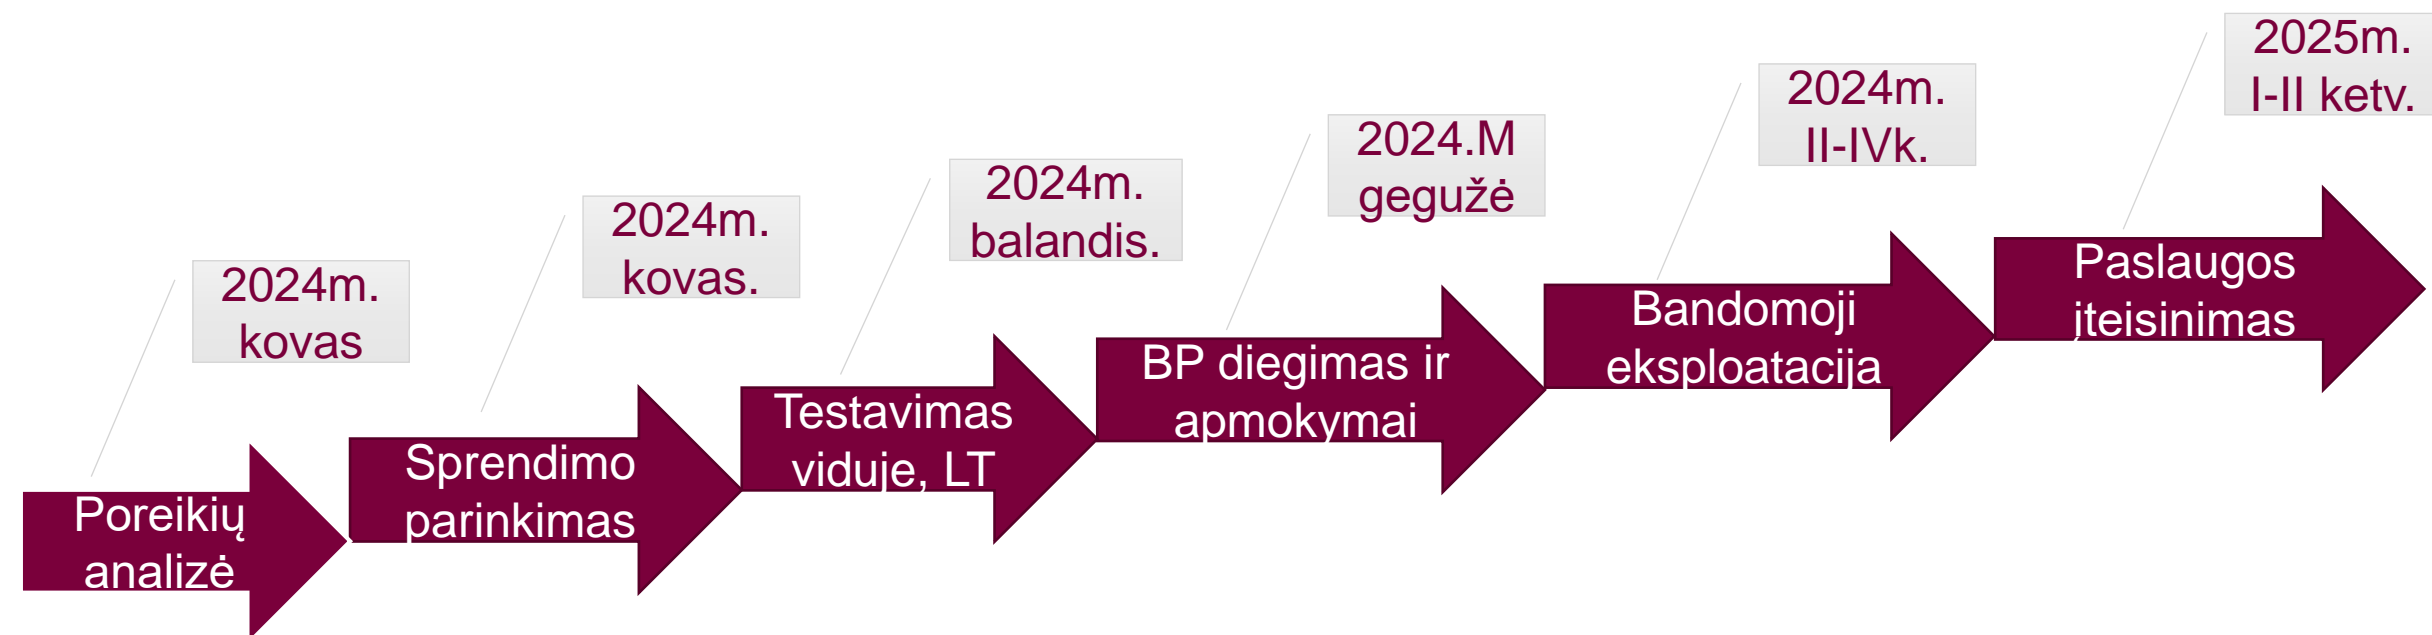 2024m.
kovas
Poreikių
analizė
2024m.
kovas.
Sprendimo
parinkimas
2024m.
balandis.
Testavimas
viduje, LT
2024.M
gegužė
BP diegimas ir
apmokymai
2024m.
II-IVk.
Bandomoji
eksploatacija
2025m.
I-II ketv.
Paslaugos
įteisinimas